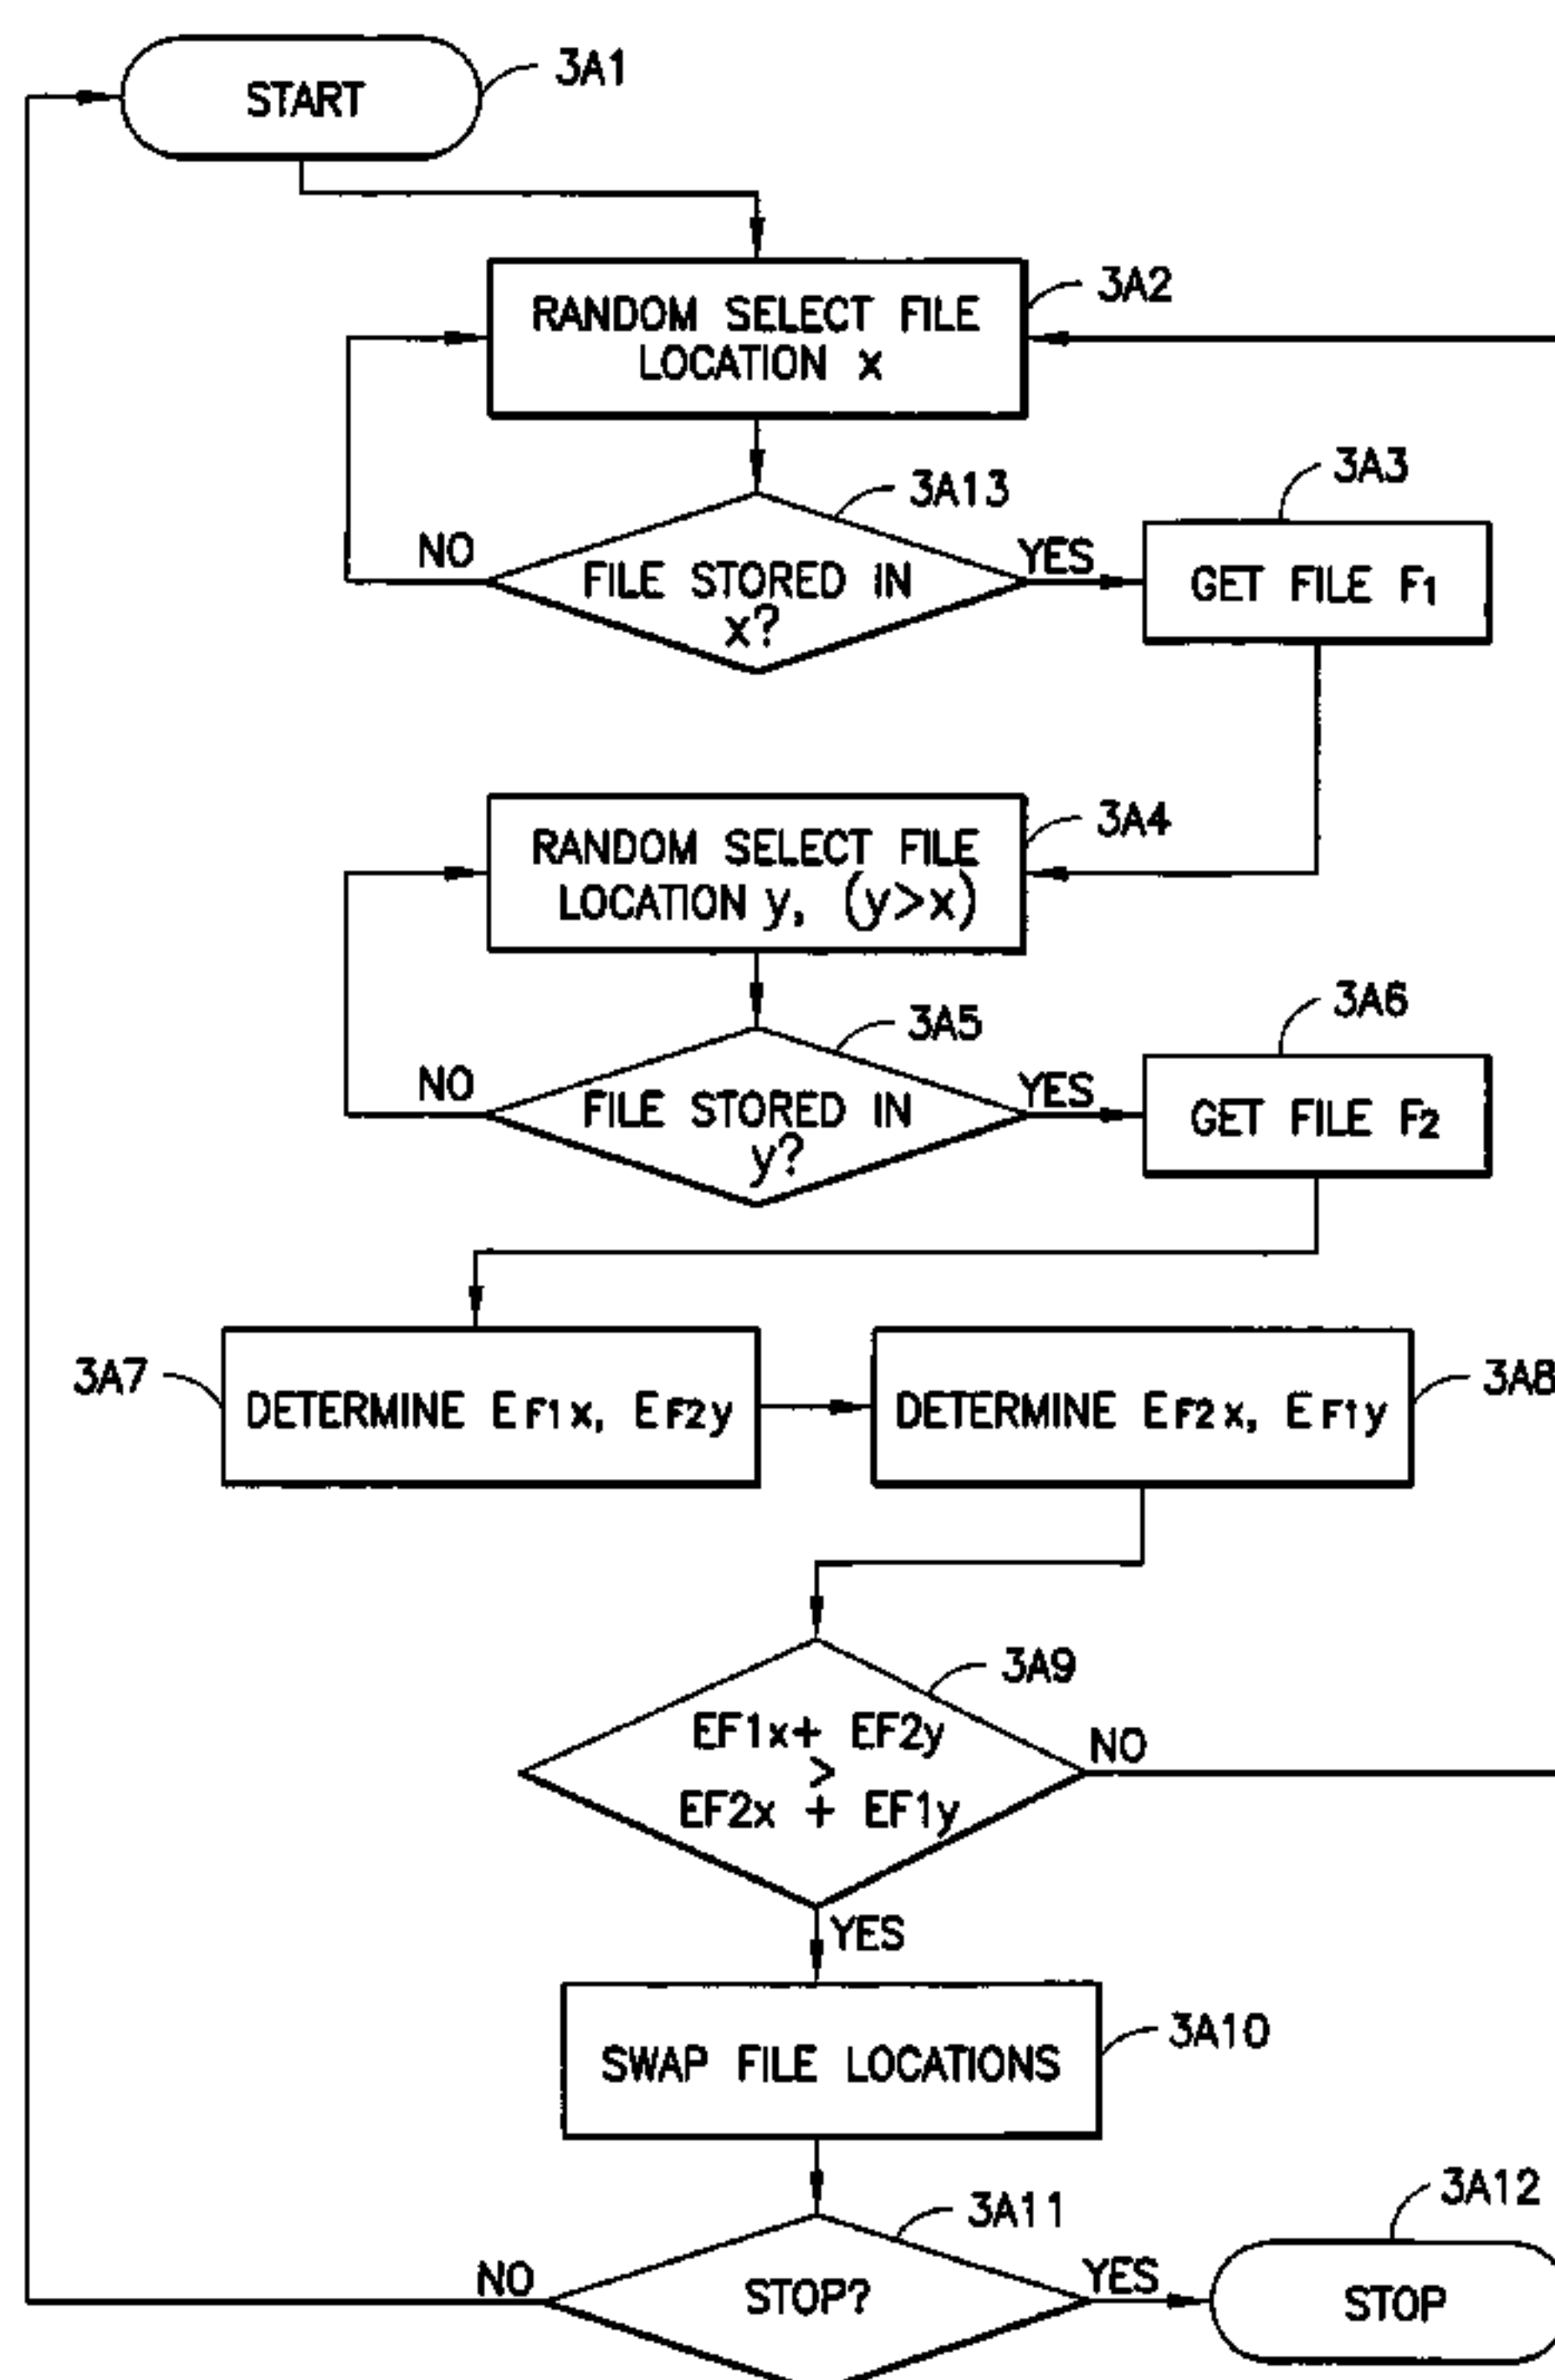 START
3A1
RANDOM SELECT FILE
LOCATION x
3A2
FILE STORED IN
x?
3A13
NO
YES
GET FILE F1
3A3
RANDOM SELECT FILE
LOCATION y, (y>x)
3A4
FILE STORED IN
y?
3A5
NO
YES
GET FILE F2
3A6
3A7
DETERMINE EF1x, EF2y
DETERMINE EF2x, EF1y
3A8
EF1x+ EF2y
>
EF2x + EF1y
3A9
NO
YES
SWAP FILE LOCATIONS
3A10
STOP?
3A11
NO
YES
STOP
3A12